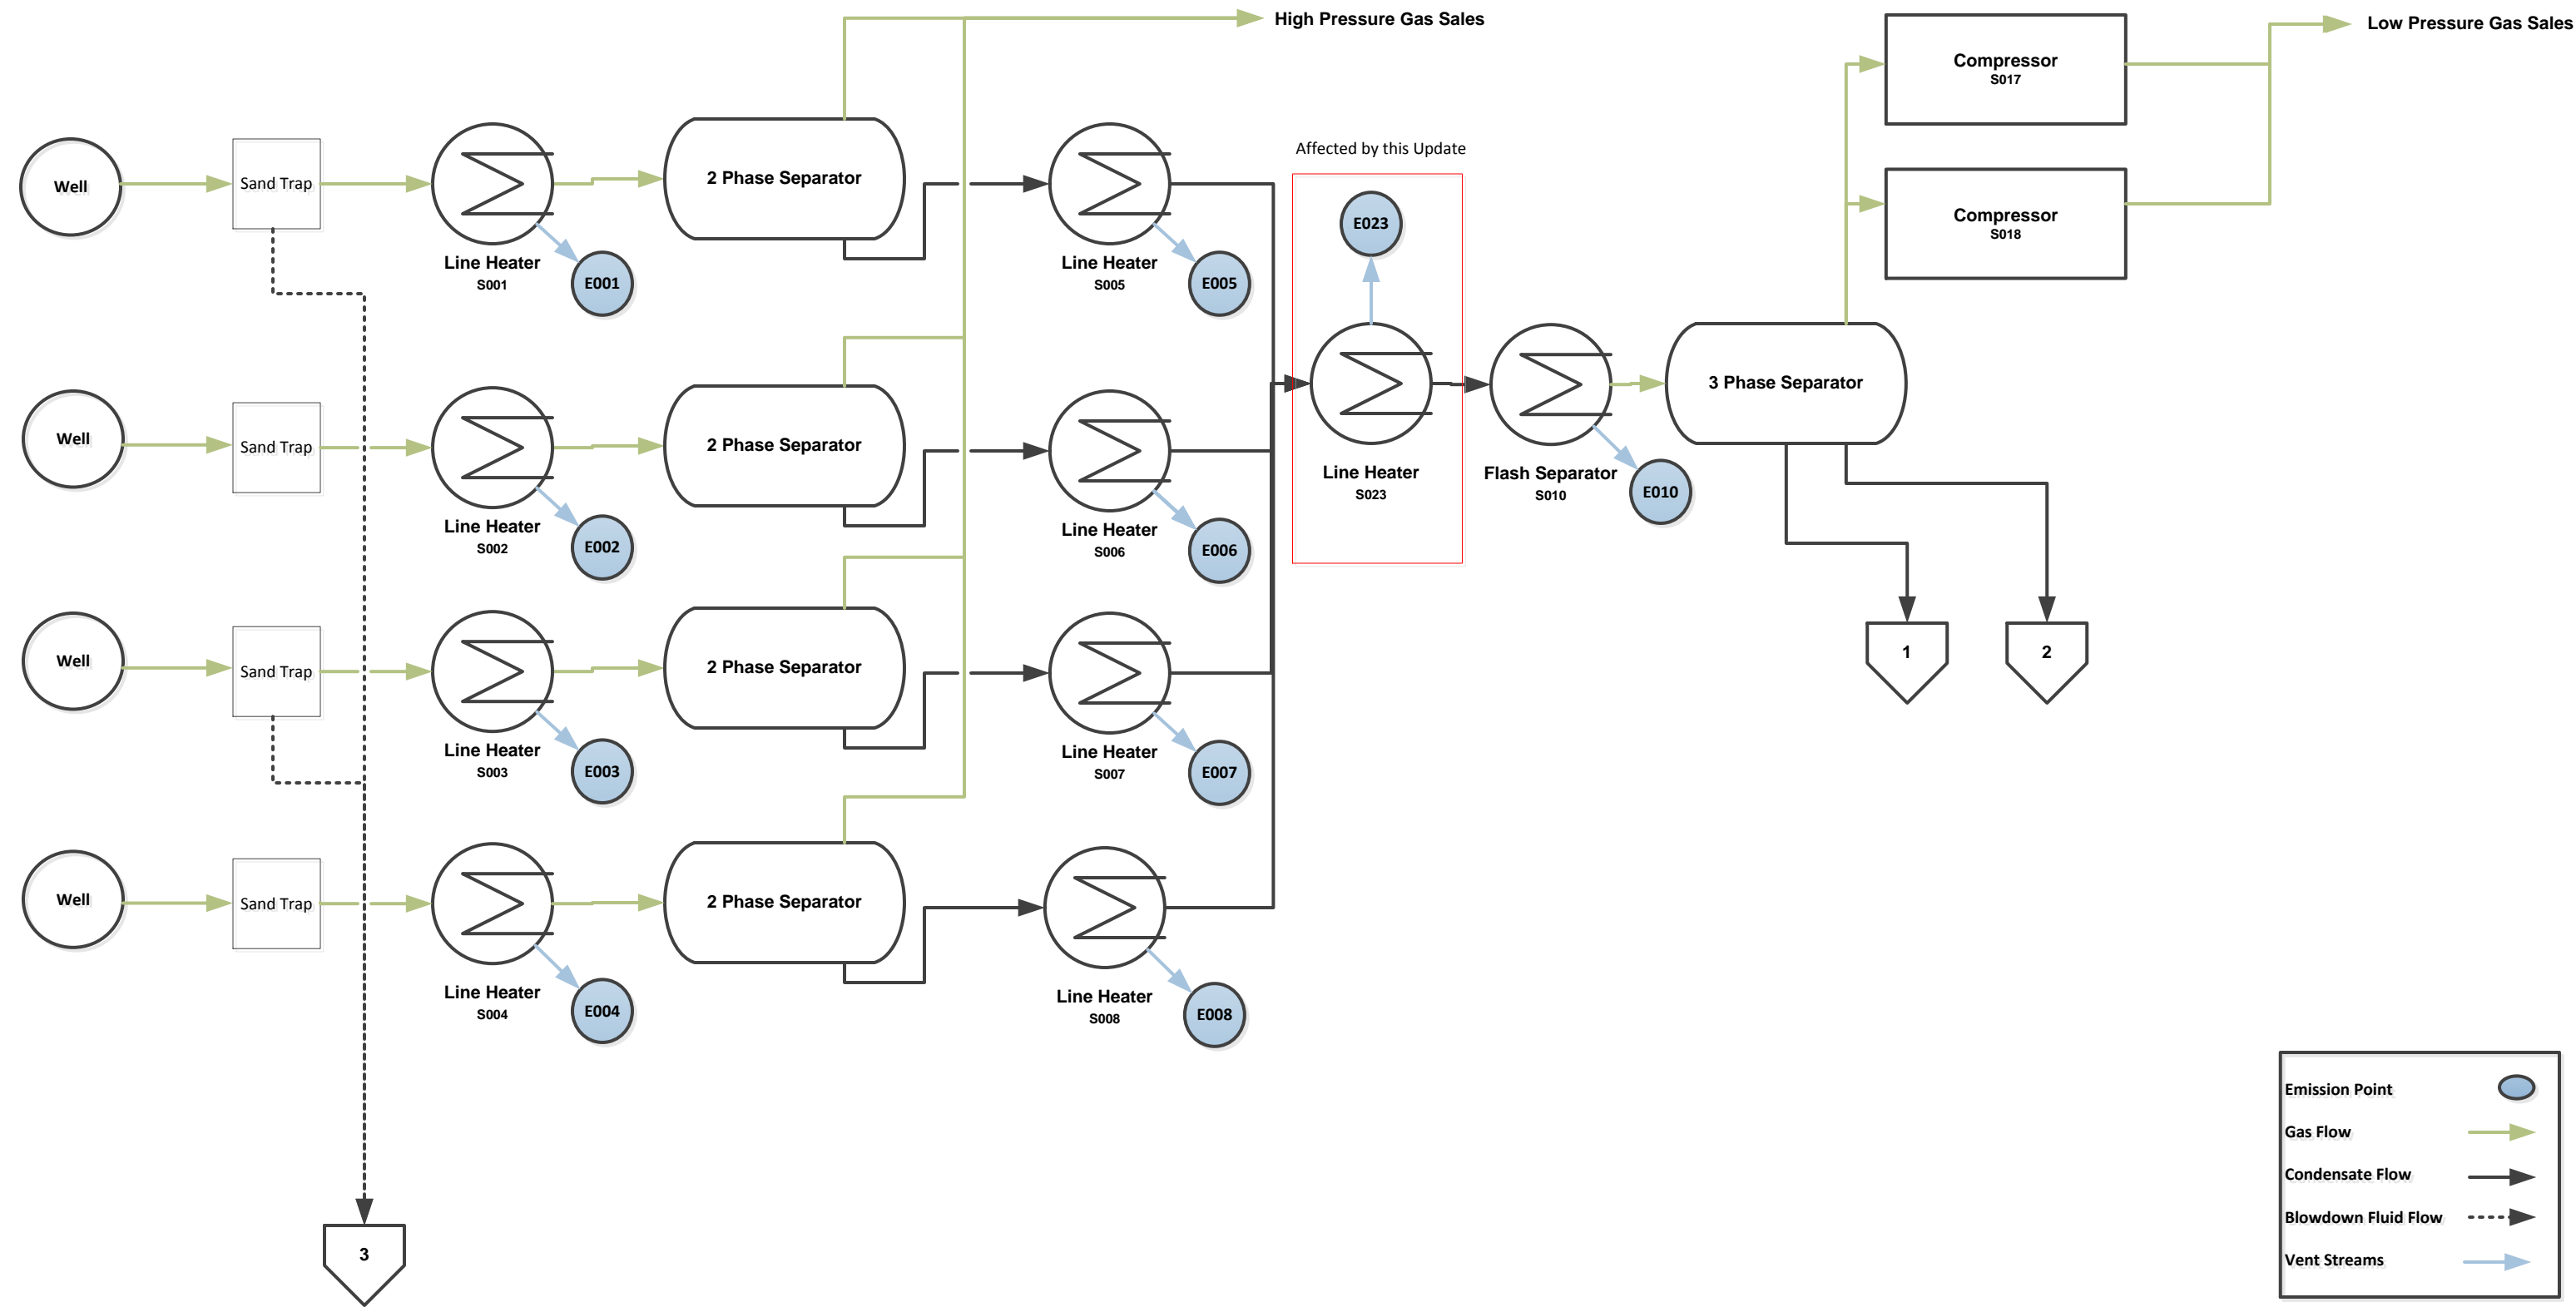 High Pressure Gas Sales
Low Pressure Gas Sales
Compressor
S017
Compressor
S018
Affected by this Update
Well
Sand Trap
Line Heater
S001
E001
2 Phase Separator
Line Heater
S005
E005
E023
Line Heater
S023
Flash Separator
S010
E010
3 Phase Separator
1
2
Well
Sand Trap
Line Heater
S002
E002
2 Phase Separator
Line Heater
S006
E006
Well
Sand Trap
Line Heater
S003
E003
2 Phase Separator
Line Heater
S007
E007
Well
Sand Trap
Line Heater
S004
E004
2 Phase Separator
Line Heater
S008
E008
3
Emission Point
Gas Flow
Condensate Flow
Blowdown Fluid Flow
Vent Streams